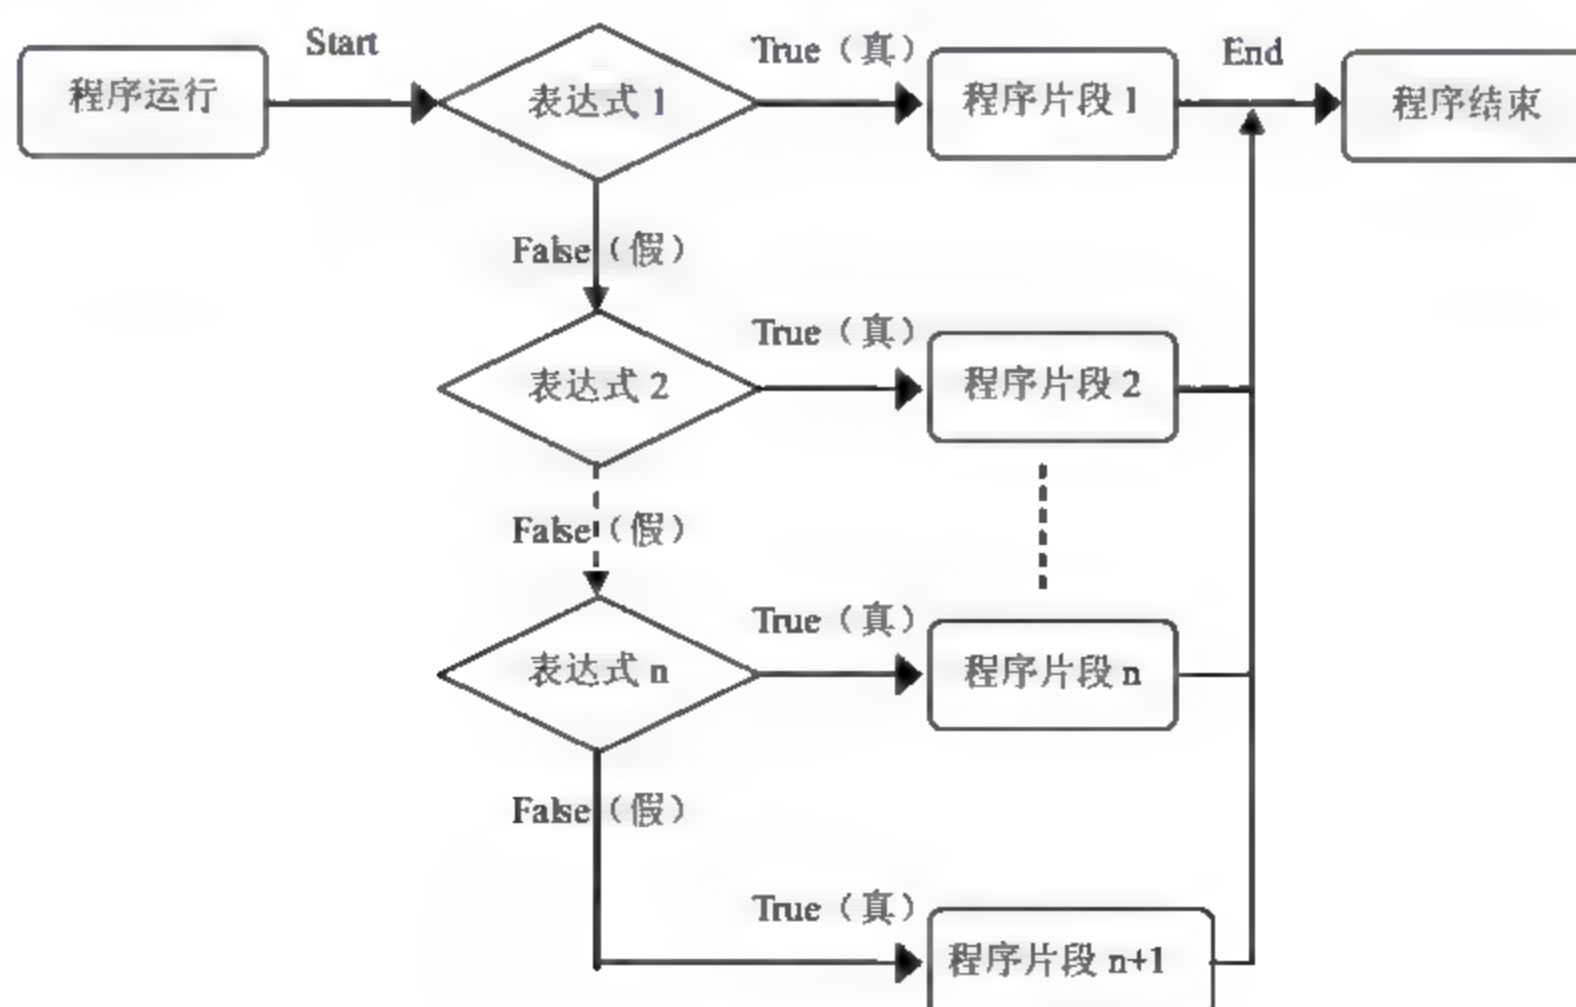 Start
True（真）
End
程序运行
表达式 1
程序片段 1
程序结束
False（假）
True（真）
表达式 2
程序片段 2
False（假）
True（真）
表达式 n
程序片段 n
False（假）
True（真）
程序片段 n+1